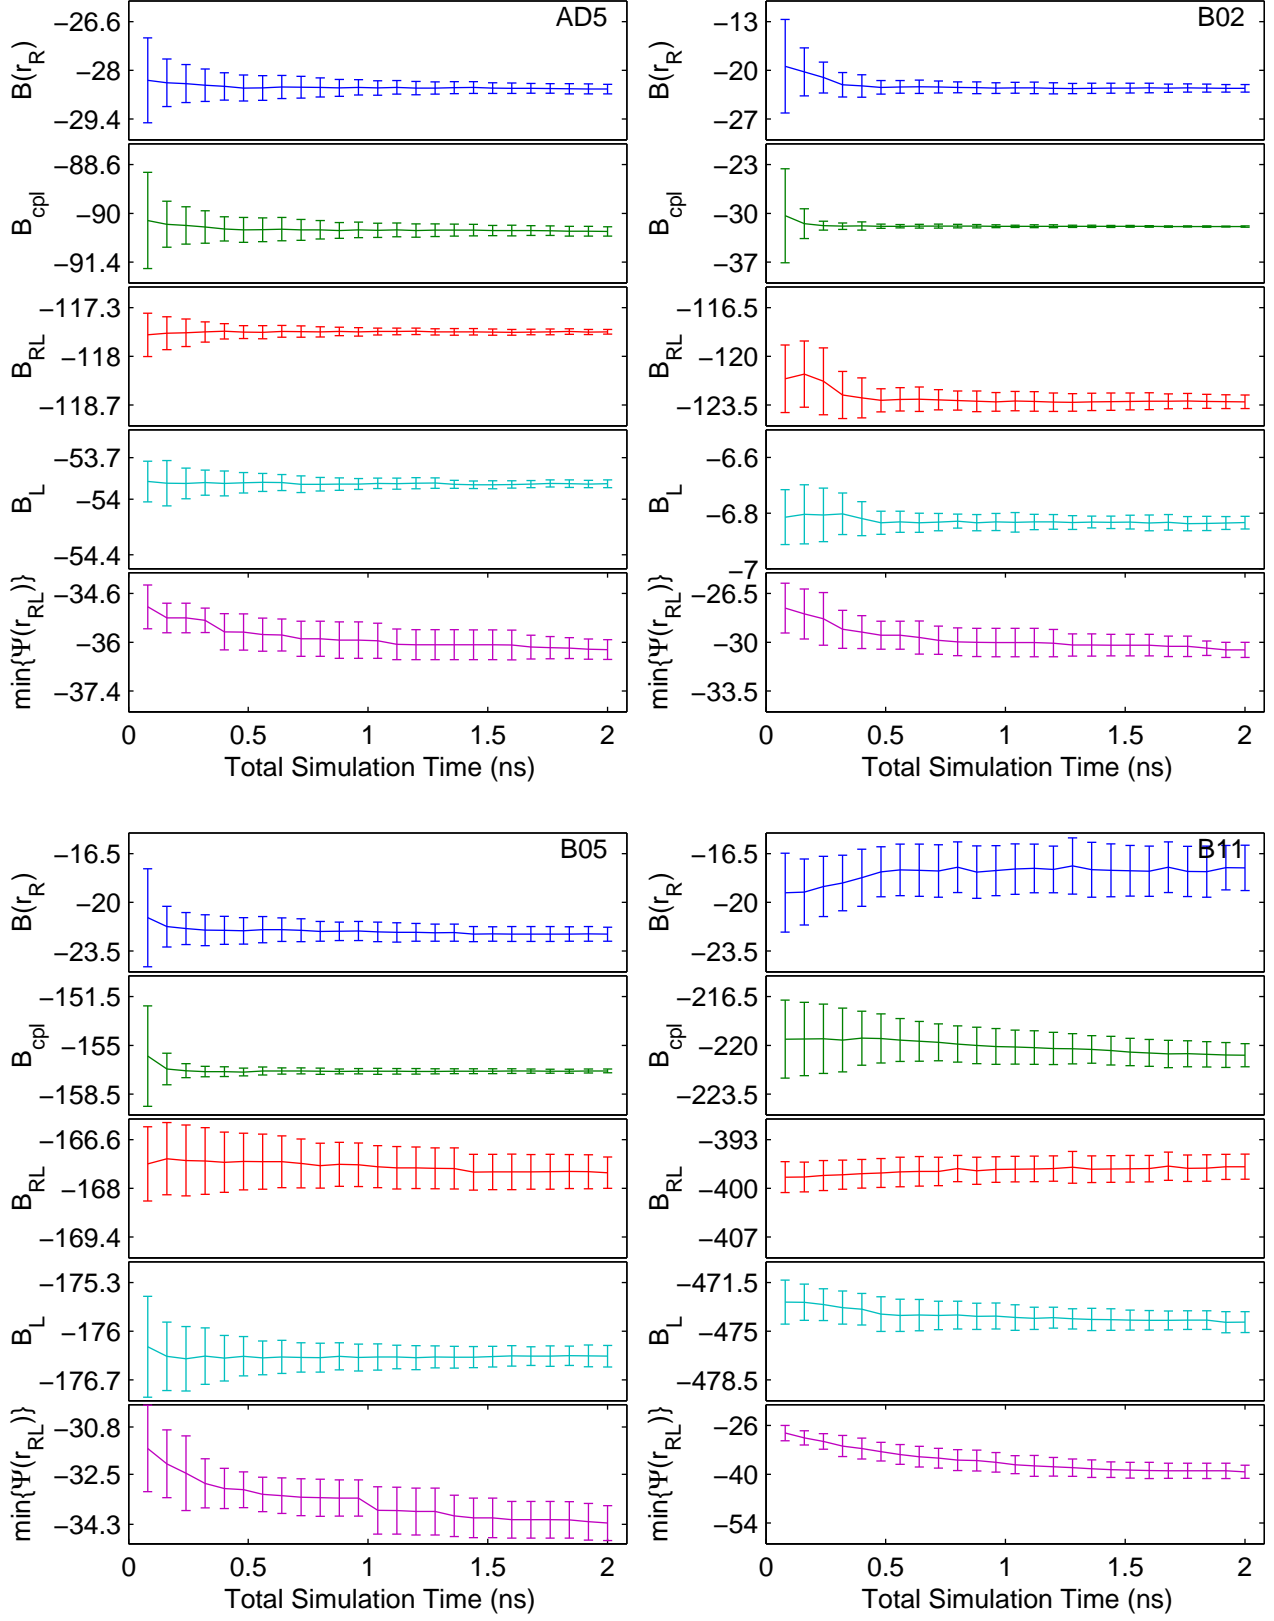 AD5
B(r_R)
−26.6
−28
−29.4
B_cpl
−88.6
−90
−91.4
B_RL
−117.3
−118
−118.7
B_L
−53.7
−54
−54.4
min{Ψ(r_RL)}
−34.6
−36
−37.4
0 0.5 1 1.5 2
Total Simulation Time (ns)
B02
B(r_R)
−13
−20
−27
B_cpl
−23
−30
−37
B_RL
−116.5
−120
−123.5
B_L
−6.6
−6.8
−7
min{Ψ(r_RL)}
−26.5
−30
−33.5
0 0.5 1 1.5 2
Total Simulation Time (ns)
B05
B(r_R)
−16.5
−20
−23.5
B_cpl
−151.5
−155
−158.5
B_RL
−166.6
−168
−169.4
B_L
−175.3
−176
−176.7
min{Ψ(r_RL)}
−30.8
−32.5
−34.3
0 0.5 1 1.5 2
Total Simulation Time (ns)
B11
B(r_R)
−16.5
−20
−23.5
B_cpl
−216.5
−220
−223.5
B_RL
−393
−400
−407
B_L
−471.5
−475
−478.5
min{Ψ(r_RL)}
−26
−40
−54
0 0.5 1 1.5 2
Total Simulation Time (ns)